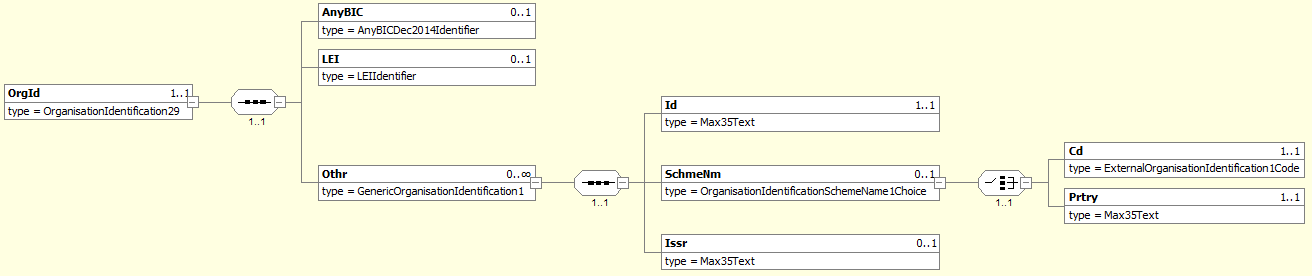 AnyBIC 0..1
type = AnyBICDec2014Identifier
LEI 0..1
type = LEIIdentifier
OrgId 1..1
type = OrganisationIdentification29
1..1
Othr 0..∞
type = GenericOrganisationIdentification1
1..1
Id 1..1
type = Max35Text
SchmeNm 0..1
type = OrganisationIdentificationSchemeName1Choice
1..1
Cd 1..1
type = ExternalOrganisationIdentification1Code
Prtry 1..1
type = Max35Text
Issr 0..1
type = Max35Text